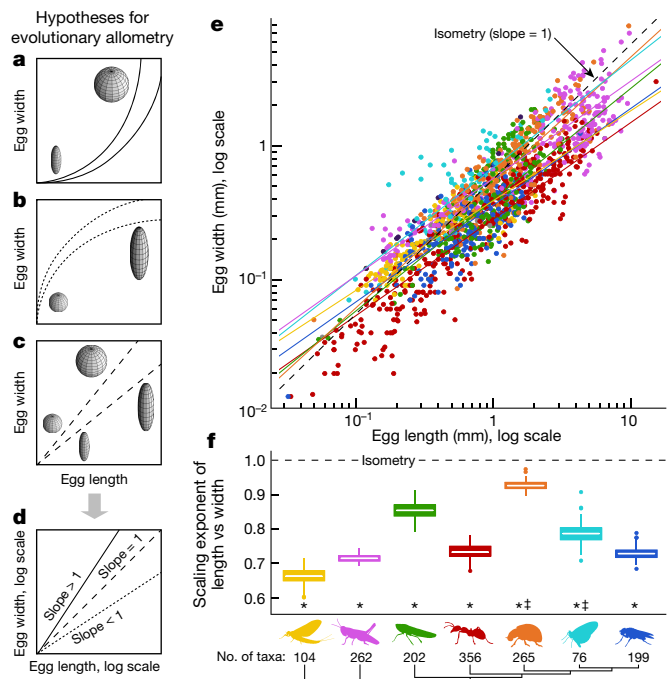 Hypotheses for
evolutionary allometry
a
Egg width
b
Egg width
c
Egg width
Egg length
d
Egg width, log scale
Slope > 1
Slope = 1
Slope < 1
Egg length, log scale
e
Egg width (mm), log scale
Isometry (slope = 1)
1
10⁻¹
10⁻²
10⁻¹
1
10
Egg length (mm), log scale
f
Scaling exponent of
length vs width
Isometry
1.0
0.9
0.8
0.7
0.6
* * * * *‡ *‡ *
No. of taxa: 104 262 202 356 265 76 199